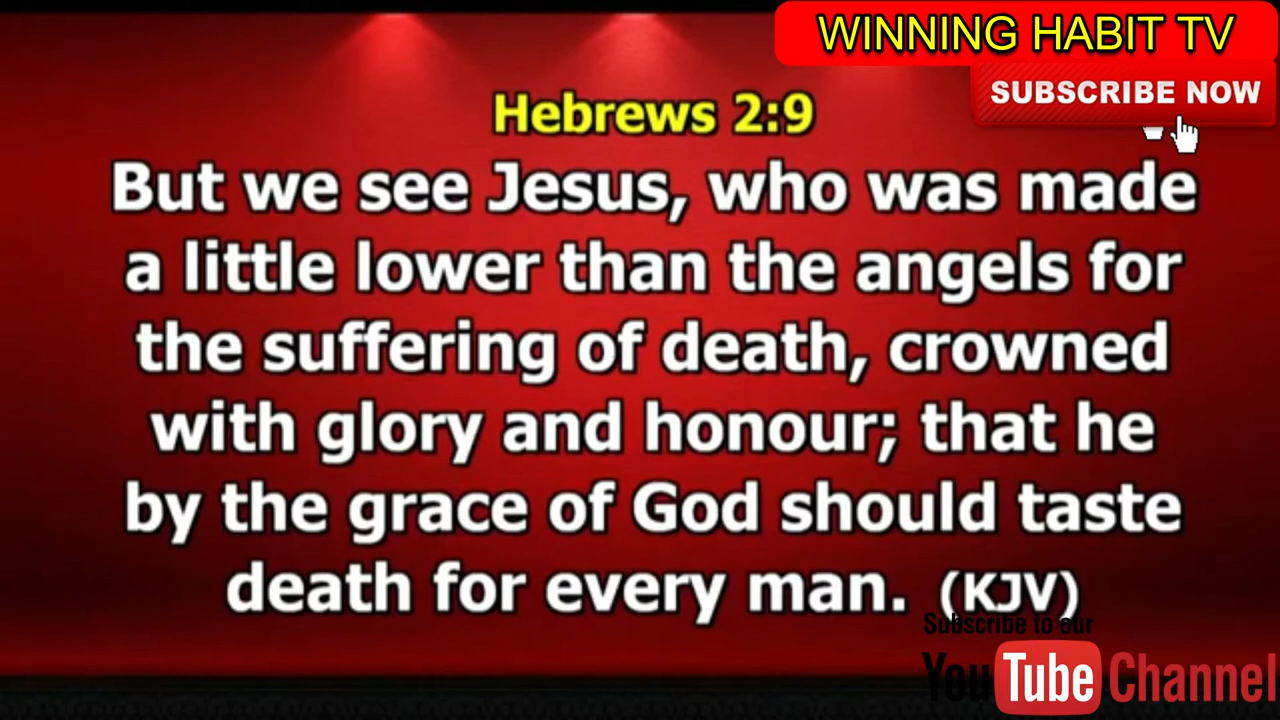 WINNING HABIT TV
SUBSCRIBE NOW
Hebrews 2:9
But we see Jesus, who was made
a little lower than the angels for
the suffering of death, crowned
with glory and honour; that he
by the grace of God should taste
death for every man. (KJV)
Subscribe to our
YouTube Channel